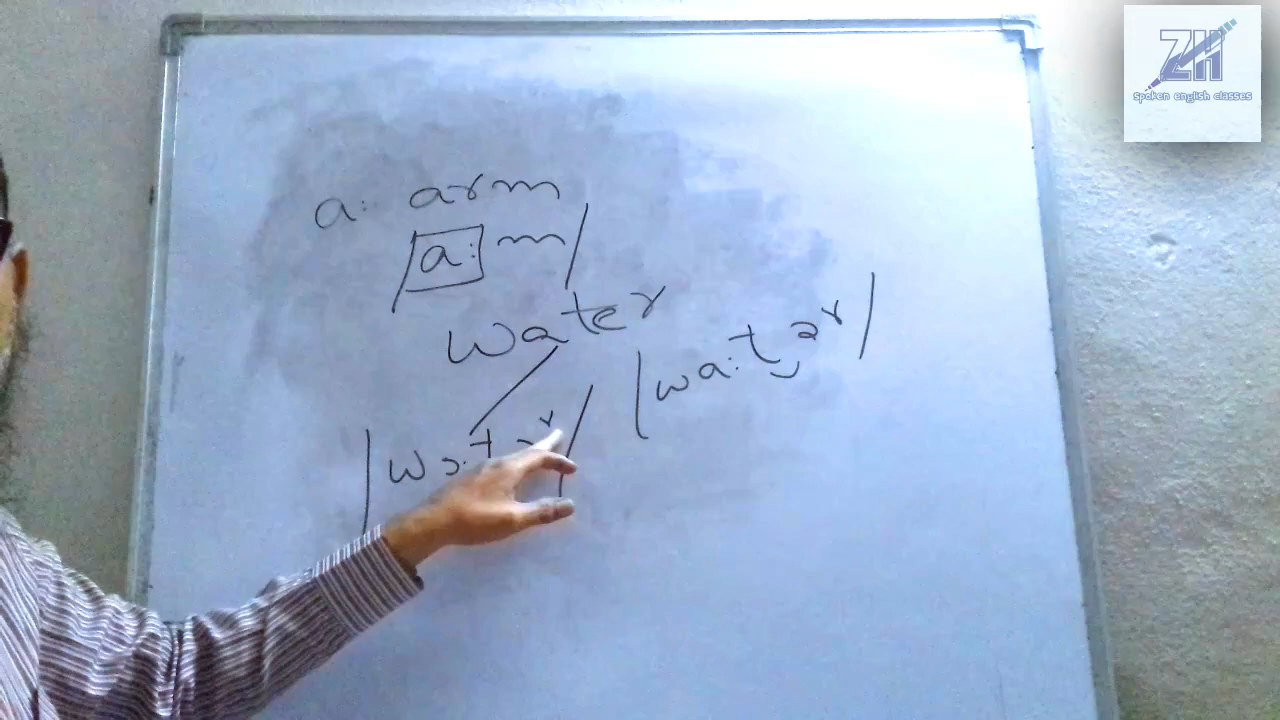 ZH
spoken english classes
a: arm
/a: m/
water
/wa:tər/
/wɔ:tər/